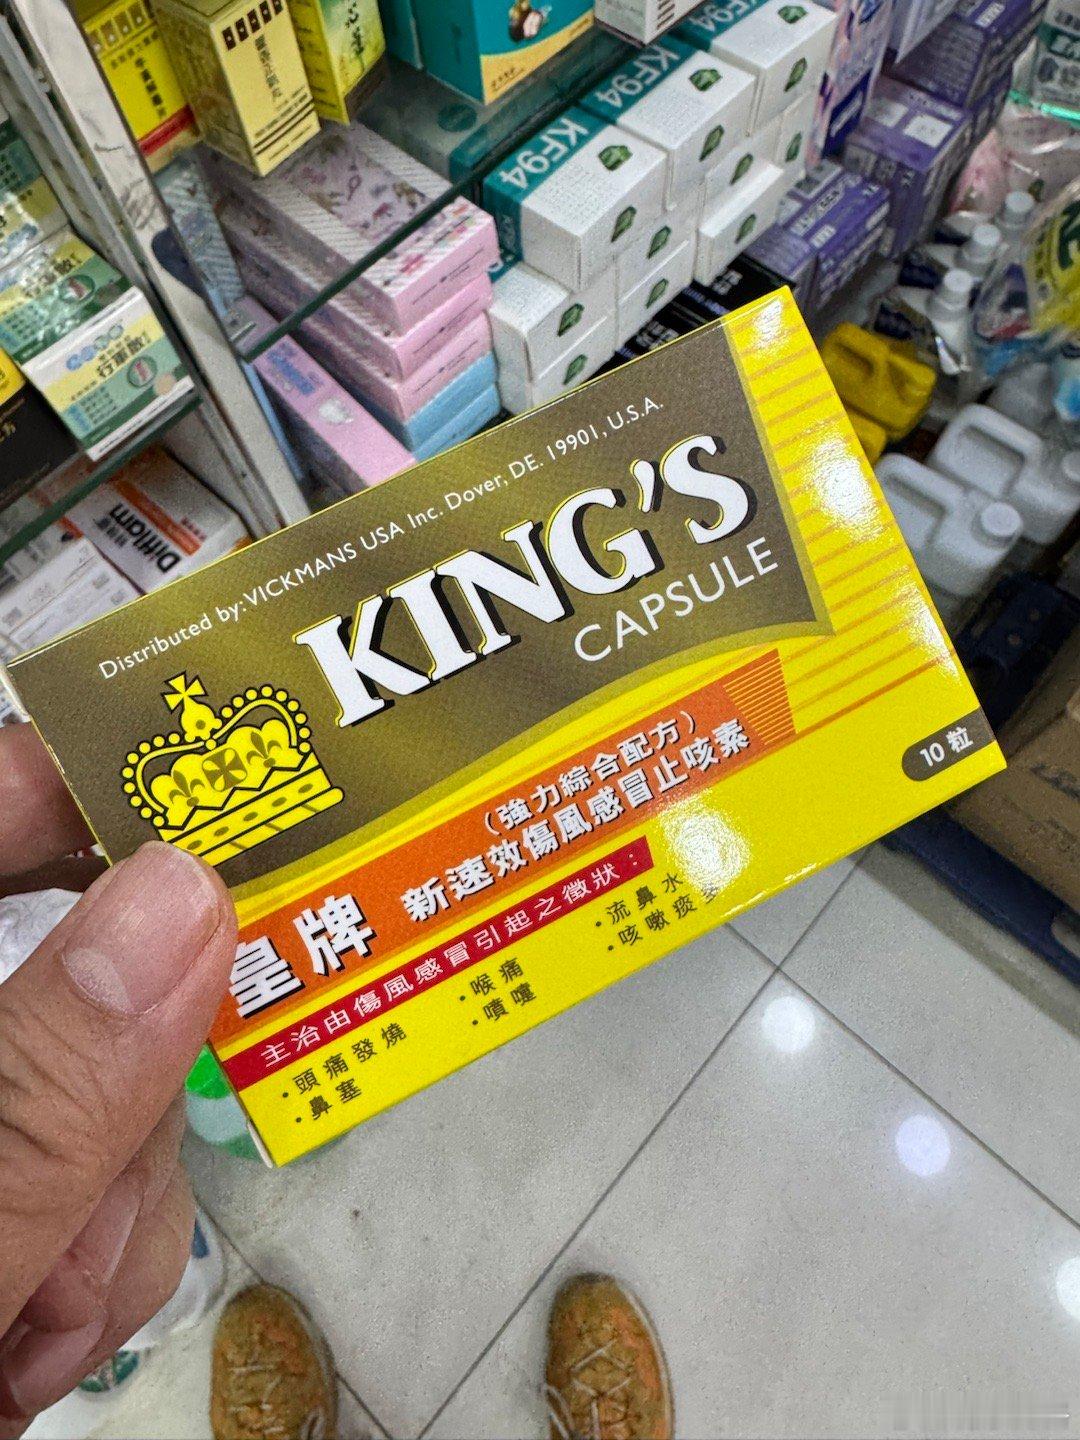 Distributed by: VICKMANS USA Inc. Dover, DE. 19901, U.S.A.
KING'S
CAPSULE
10粒
(強力綜合配方)
皇牌 新速效傷風感冒止咳素
主治由傷風感冒引起之徵狀:
·頭痛發燒
·鼻塞
·喉痛
·噴嚏
·流鼻水
·咳嗽痰多
KF94
KF94
KF94
行軍散
Difflam